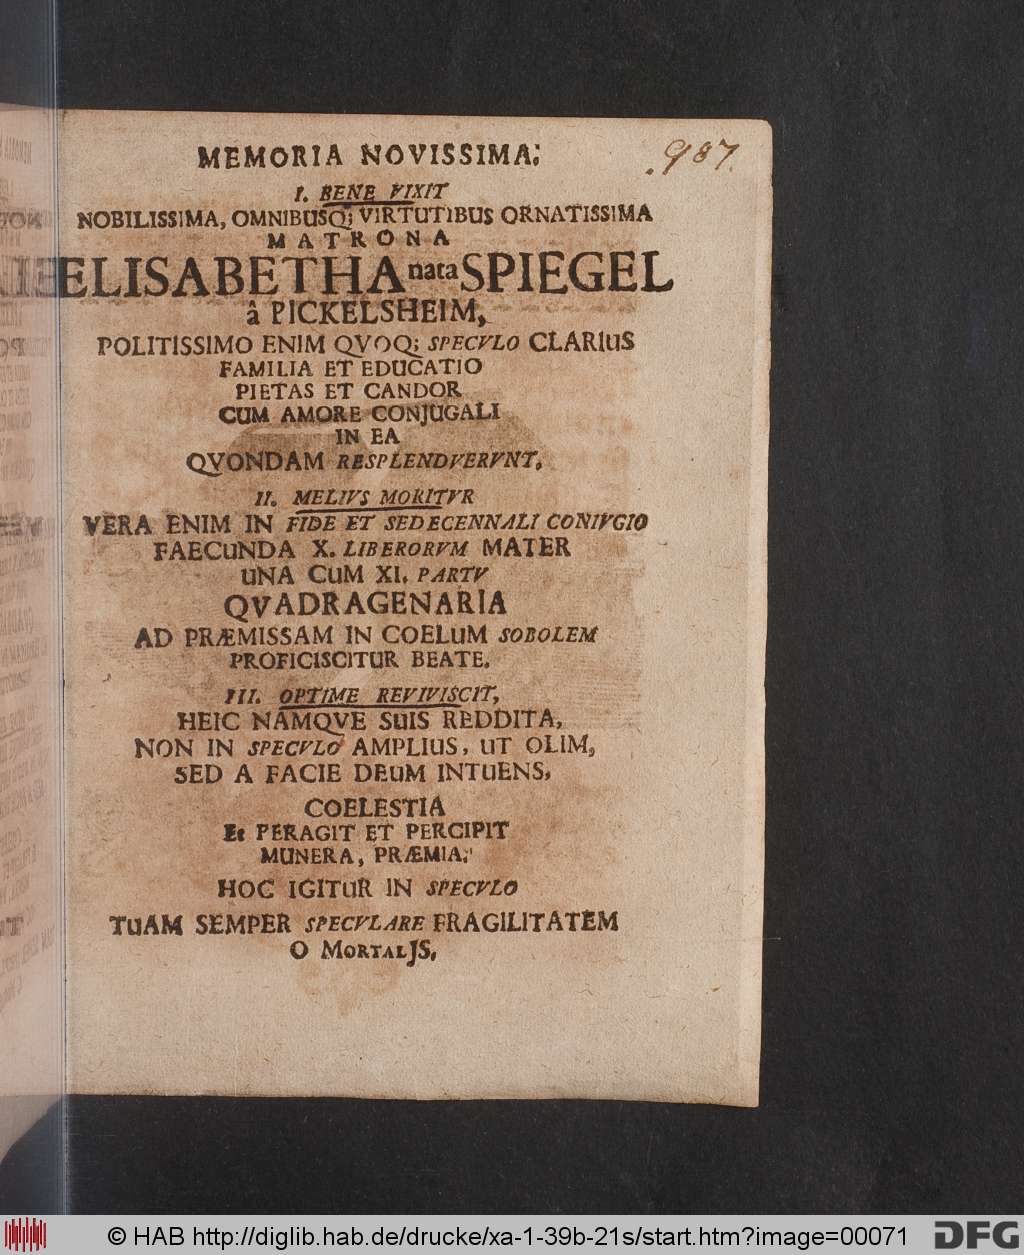 987.
MEMORIA NOVISSIMA:
I. BENE VIXIT
NOBILISSIMA, OMNIBUSQ; VIRTUTIBUS ORNATISSIMA
MATRONA
ELISABETHA nata SPIEGEL
â PICKELSHEIM,
POLITISSIMO ENIM QVOQ; SPECVLO CLARIUS
FAMILIA ET EDUCATIO
PIETAS ET CANDOR
CUM AMORE CONJUGALI
IN EA
QVONDAM RESPLENDVERVNT,
II. MELIVS MORITVR
VERA ENIM IN FIDE ET SEDECENNALI CONIVGIO
FAECUNDA X. LIBERORVM MATER
UNA CUM XI. PARTV
QVADRAGENARIA
AD PRÆMISSAM IN COELUM SOBOLEM
PROFICISCITUR BEATE.
III. OPTIME REVIVISCIT,
HEIC NAMQVE SUIS REDDITA,
NON IN SPECVLO AMPLIUS, UT OLIM,
SED A FACIE DEUM INTUENS,
COELESTIA
Et PERAGIT ET PERCIPIT
MUNERA, PRÆMIA;
HOC IGITUR IN SPECVLO
TUAM SEMPER SPECVLARE FRAGILITATEM
O MORTALJS,
© HAB http://diglib.hab.de/drucke/xa-1-39b-21s/start.htm?image=00071
DFG